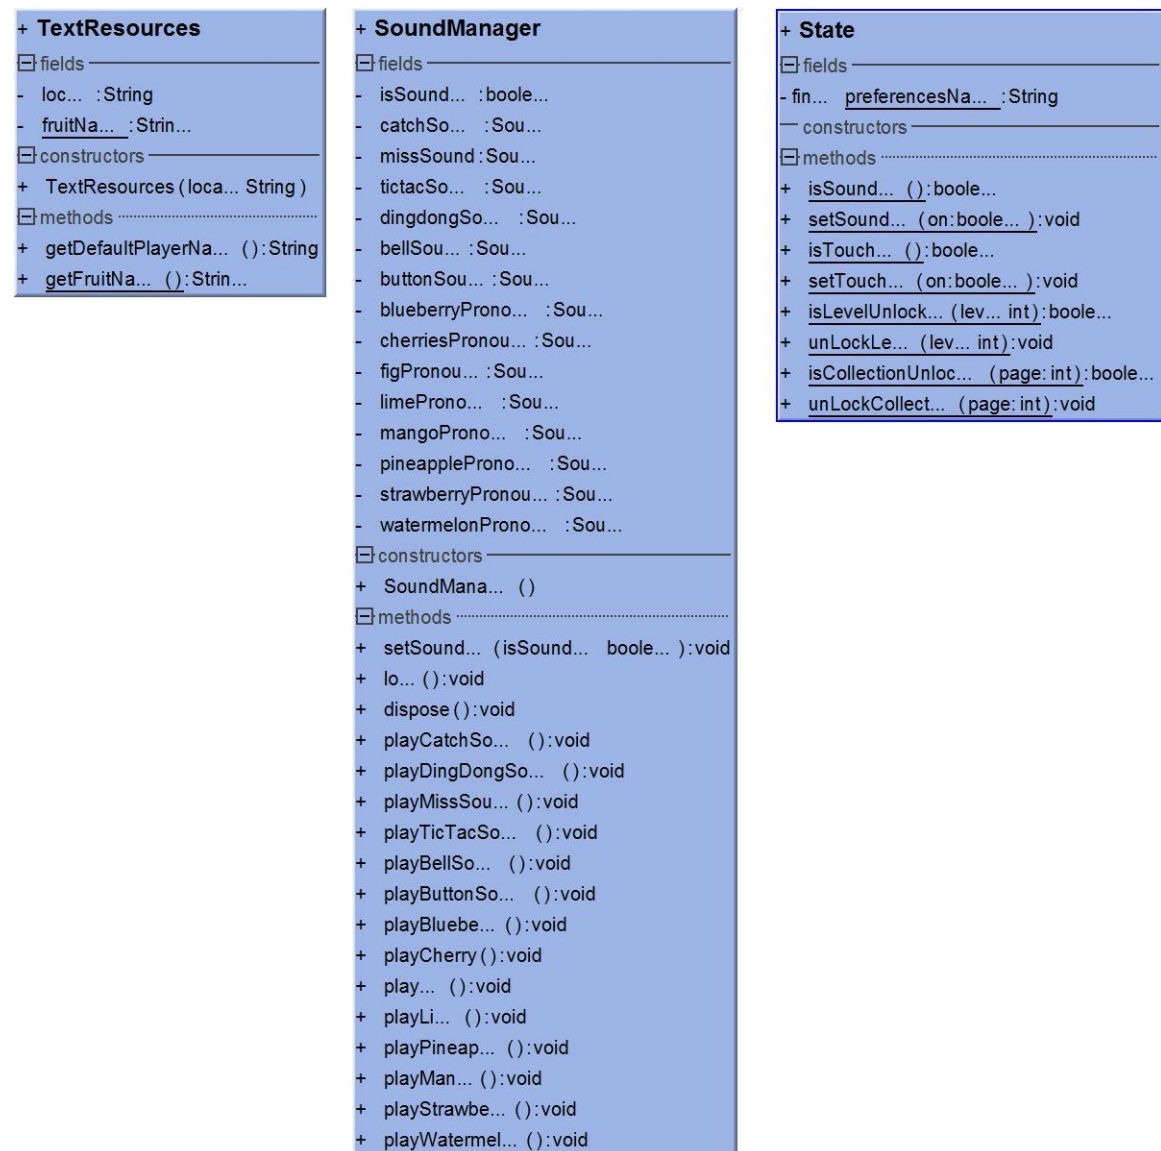 + TextResources
fields
- loc... :String
- fruitNa... :Strin...
constructors
+ TextResources (loca... String )
methods
+ getDefaultPlayerNa... ():String
+ getFruitNa... ():Strin...
+ SoundManager
fields
- isSound... :boole...
- catchSo... :Sou...
- missSound :Sou...
- tictacSo... :Sou...
- dingdongSo... :Sou...
- bellSou... :Sou...
- buttonSou... :Sou...
- blueberryProno... :Sou...
- cherriesPronou... :Sou...
- figPronou... :Sou...
- limeProno... :Sou...
- mangoProno... :Sou...
- pineappleProno... :Sou...
- strawberryPronou... :Sou...
- watermelonProno... :Sou...
constructors
+ SoundMana... ()
methods
+ setSound... (isSound... boole... ):void
+ lo... ():void
+ dispose ():void
+ playCatchSo... ():void
+ playDingDongSo... ():void
+ playMissSou... ():void
+ playTicTacSo... ():void
+ playBellSo... ():void
+ playButtonSo... ():void
+ playBluebe... ():void
+ playCherry ():void
+ play... ():void
+ playLi... ():void
+ playPineap... ():void
+ playMan... ():void
+ playStrawbe... ():void
+ playWatermel... ():void
+ State
fields
- fin... preferencesNa... :String
constructors
methods
+ isSound... ():boole...
+ setSound... (on:boole... ):void
+ isTouch... ():boole...
+ setTouch... (on:boole... ):void
+ isLevelUnlock... (lev... int):boole...
+ unLockLe... (lev... int):void
+ isCollectionUnloc... (page:int):boole...
+ unLockCollect... (page:int):void